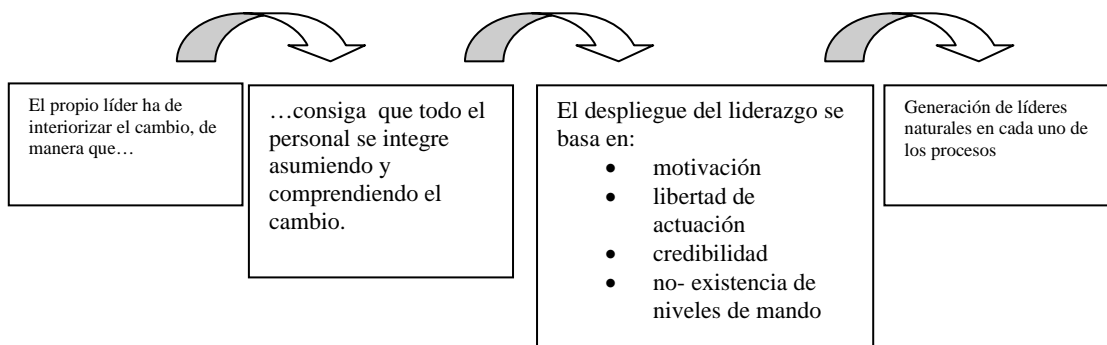 El propio líder ha de
interiorizar el cambio, de
manera que…
…consiga que todo el
personal se integre
asumiendo y
comprendiendo el
cambio.
El despliegue del liderazgo se
basa en:
• motivación
• libertad de
actuación
• credibilidad
• no- existencia de
niveles de mando
Generación de líderes
naturales en cada uno de
los procesos